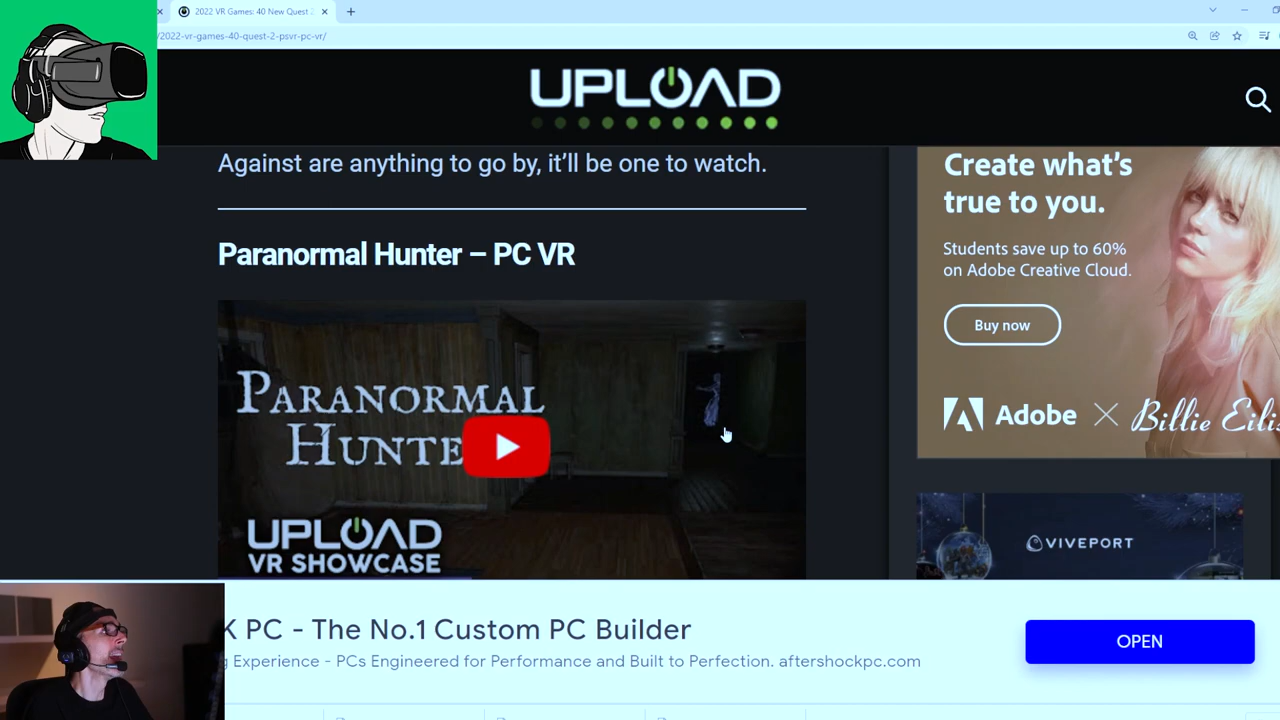 2022 VR Games: 40 New Quest
/2022-vr-games-40-quest-2-psvr-pc-vr/
UPLOAD
Against are anything to go by, it'll be one to watch.
Paranormal Hunter – PC VR
PARANORMAL
HUNTE
UPLOAD
VR SHOWCASE
Create what's
true to you.
Students save up to 60%
on Adobe Creative Cloud.
Buy now
Adobe × Billie Eilis
VIVEPORT
K PC - The No.1 Custom PC Builder
g Experience - PCs Engineered for Performance and Built to Perfection. aftershockpc.com
OPEN